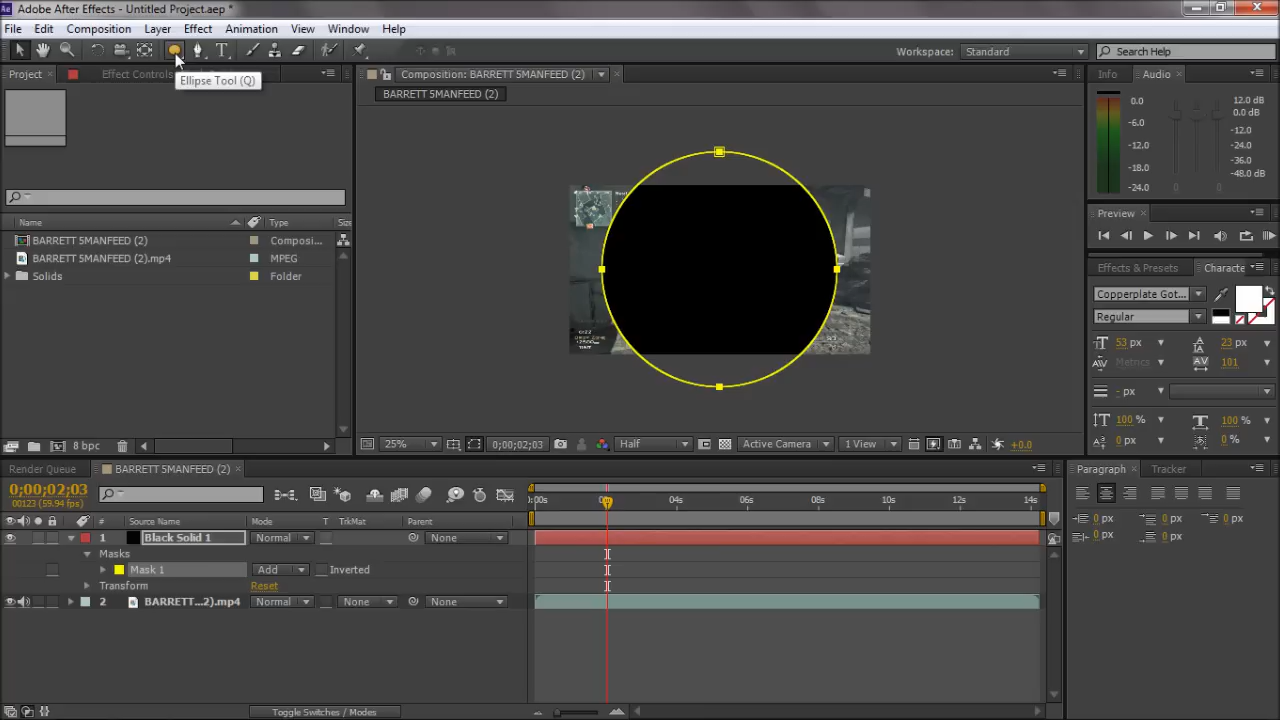 Adobe After Effects - Untitled Project.aep *
File Edit Composition Layer Effect Animation View Window Help
Workspace: Standard Search Help
Ellipse Tool (Q)
Project Effect Controls
Composition: BARRETT 5MANFEED (2)
Info Audio
BARRETT 5MANFEED (2)
0.0 12.0 dB
-6.0 0.0 dB
-12.0 -12.0
-18.0 -24.0
-24.0 -36.0
-48.0 dB
Preview
Name Type Size
BARRETT 5MANFEED (2) Composi...
BARRETT 5MANFEED (2).mp4 MPEG
Solids Folder
Effects & Presets Characte
Copperplate Got...
Regular
53 px 23 px
Metrics 101
- px
100 % 100 %
0 px 0 %
8 bpc
25% 0;00;02;03 Half Active Camera 1 View +0.0
Render Queue BARRETT 5MANFEED (2)
Paragraph Tracker
0;00;02;03
00123 (59.94 fps)
0:00s 04s 06s 08s 10s 12s 14s
# Source Name Mode T TrkMat Parent
1 Black Solid 1 Normal None
Masks
Mask 1 Add Inverted
Transform Reset
2 BARRETT...2).mp4 Normal None None
0 px 0 px 0 px
0 px 0 px
Toggle Switches / Modes